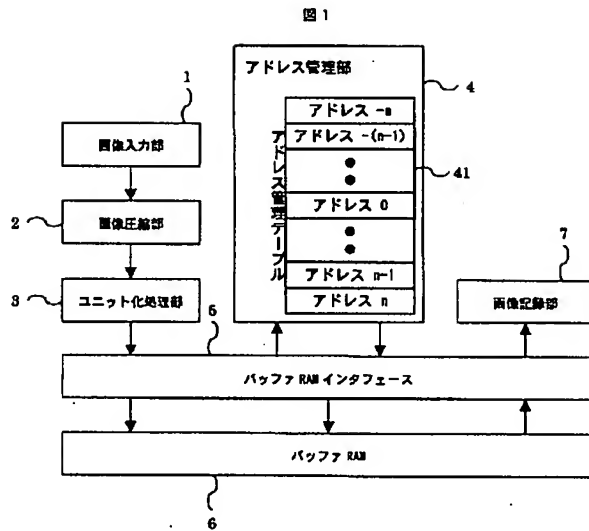 図1
アドレス管理部
4
1
画像入力部
2
画像圧縮部
3
ユニット化処理部
アドレス管理テーブル
アドレス -n
アドレス -(n-1)
アドレス 0
アドレス n-1
アドレス n
41
7
画像記録部
5
バッファ RAM インタフェース
バッファ RAM
6